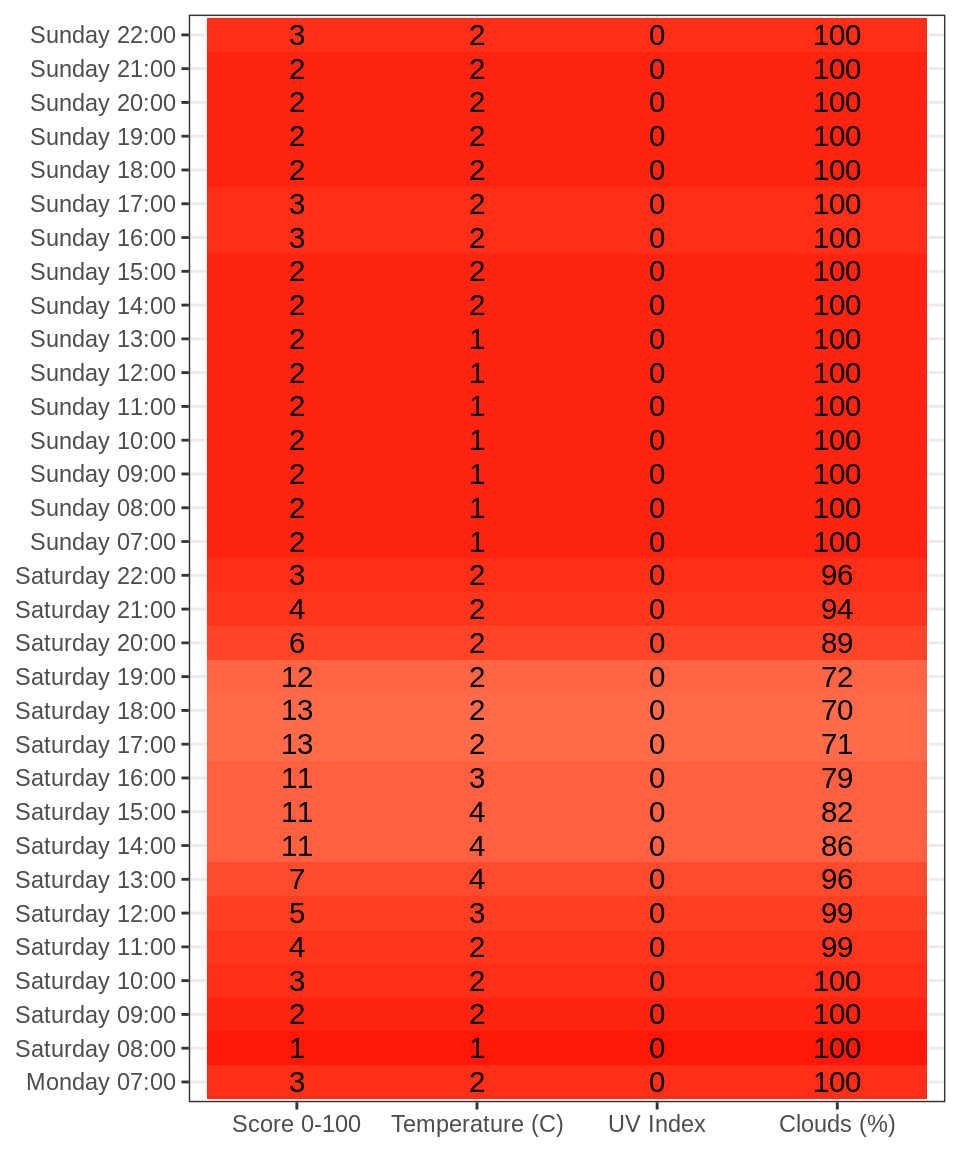 Sunday 22:00 3 2 0 100
Sunday 21:00 2 2 0 100
Sunday 20:00 2 2 0 100
Sunday 19:00 2 2 0 100
Sunday 18:00 2 2 0 100
Sunday 17:00 3 2 0 100
Sunday 16:00 3 2 0 100
Sunday 15:00 2 2 0 100
Sunday 14:00 2 2 0 100
Sunday 13:00 2 1 0 100
Sunday 12:00 2 1 0 100
Sunday 11:00 2 1 0 100
Sunday 10:00 2 1 0 100
Sunday 09:00 2 1 0 100
Sunday 08:00 2 1 0 100
Sunday 07:00 2 1 0 100
Saturday 22:00 3 2 0 96
Saturday 21:00 4 2 0 94
Saturday 20:00 6 2 0 89
Saturday 19:00 12 2 0 72
Saturday 18:00 13 2 0 70
Saturday 17:00 13 2 0 71
Saturday 16:00 11 3 0 79
Saturday 15:00 11 4 0 82
Saturday 14:00 11 4 0 86
Saturday 13:00 7 4 0 96
Saturday 12:00 5 3 0 99
Saturday 11:00 4 2 0 99
Saturday 10:00 3 2 0 100
Saturday 09:00 2 2 0 100
Saturday 08:00 1 1 0 100
Monday 07:00 3 2 0 100
Score 0-100 Temperature (C) UV Index Clouds (%)